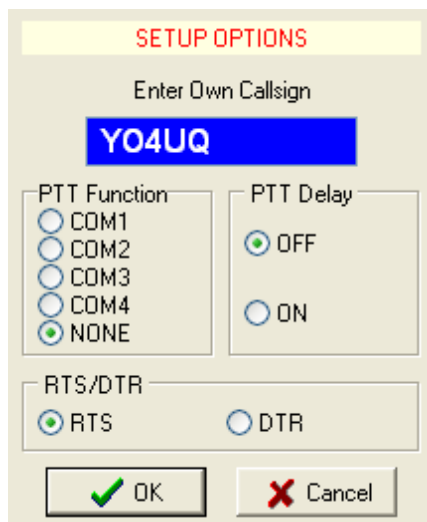 SETUP OPTIONS
Enter Own Callsign
YO4UQ
PTT Function
COM1
COM2
COM3
COM4
NONE
PTT Delay
OFF
ON
RTS/DTR
RTS
DTR
OK
Cancel